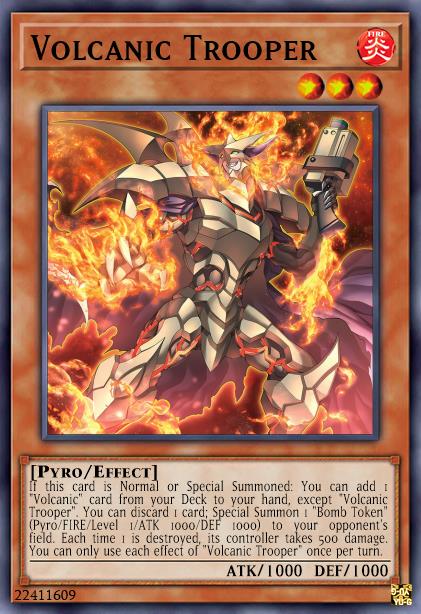 VOLCANIC TROOPER
FIRE
炎
[PYRO/EFFECT]
If this card is Normal or Special Summoned: You can add 1
"Volcanic" card from your Deck to your hand, except "Volcanic
Trooper". You can discard 1 card; Special Summon 1 "Bomb Token"
(Pyro/FIRE/Level 1/ATK 1000/DEF 1000) to your opponent's
field. Each time 1 is destroyed, its controller takes 500 damage.
You can only use each effect of "Volcanic Trooper" once per turn.
ATK/1000 DEF/1000
22411609